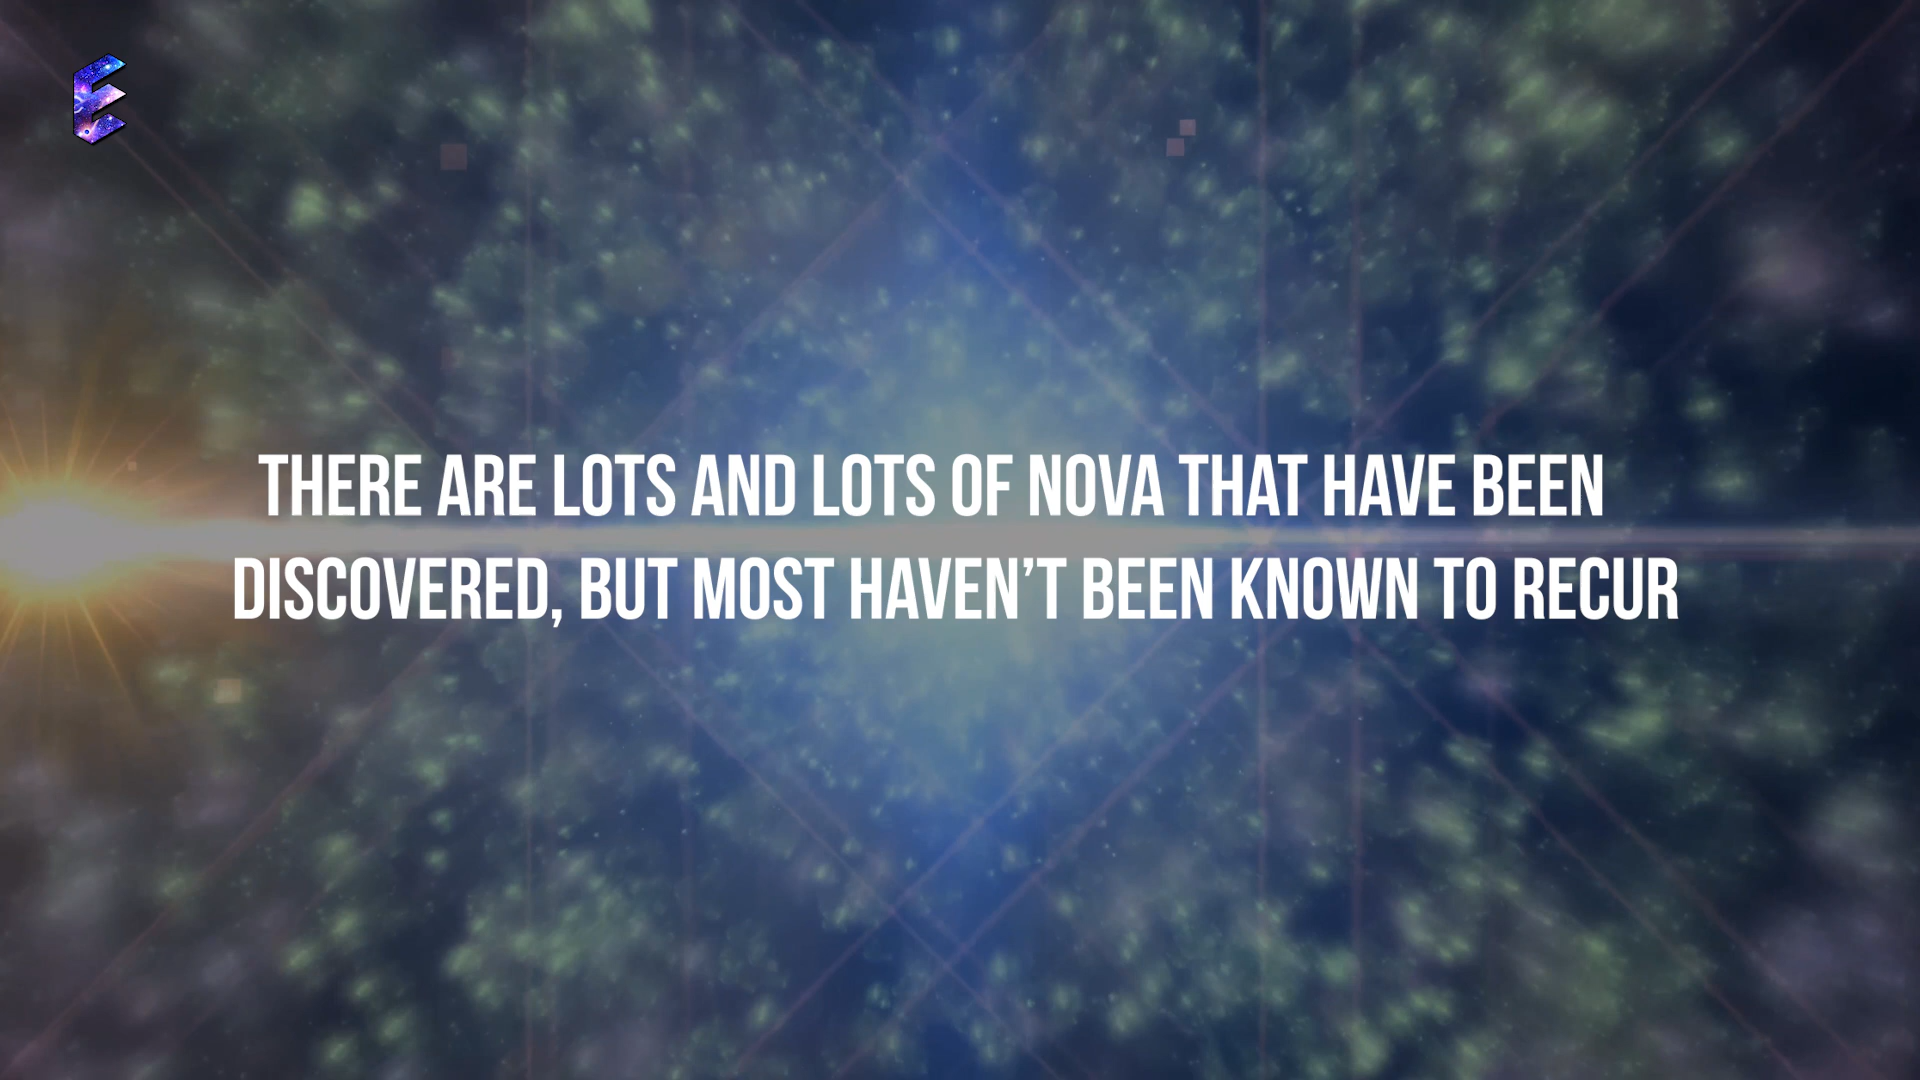 E
THERE ARE LOTS AND LOTS OF NOVA THAT HAVE BEEN
DISCOVERED, BUT MOST HAVEN'T BEEN KNOWN TO RECUR